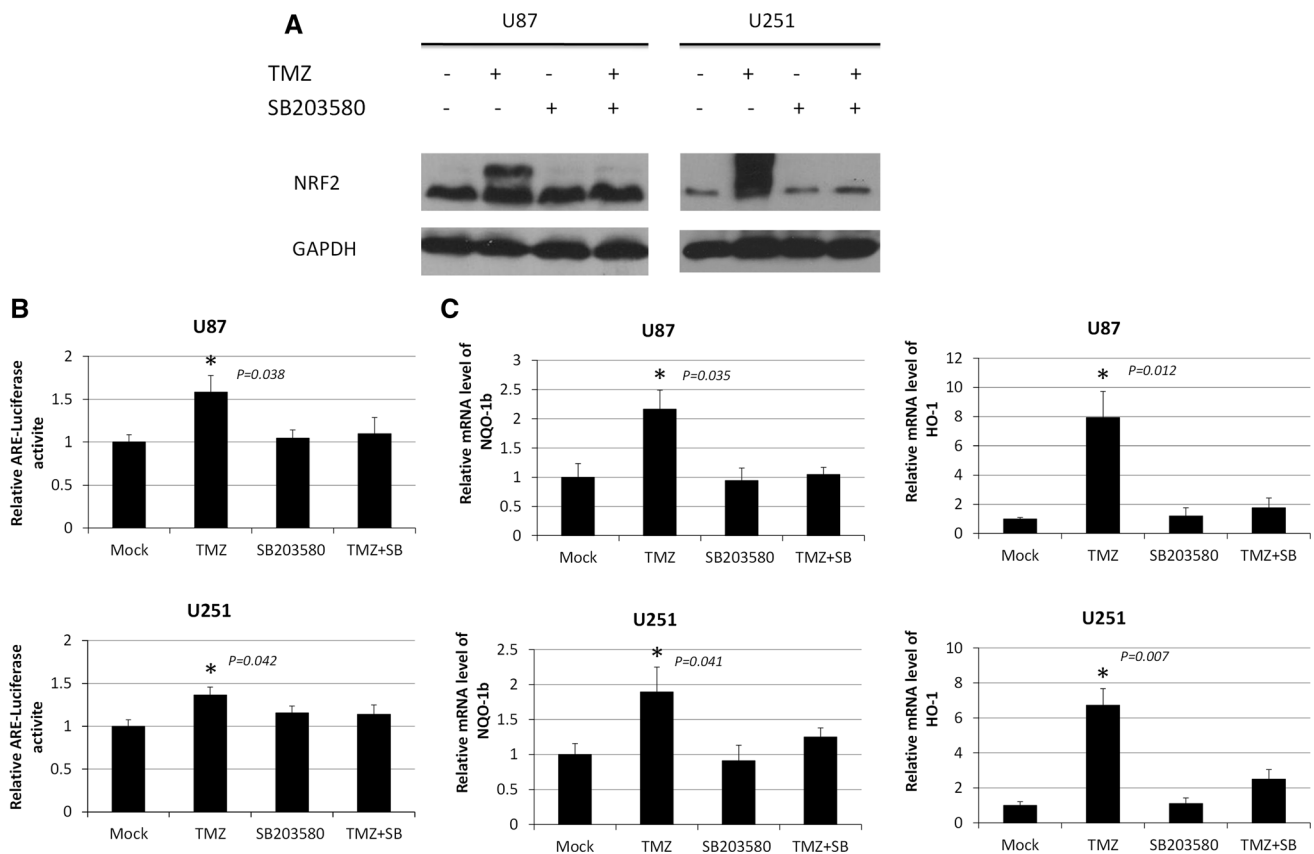 A
U87 U251
TMZ - + - + - + - +
SB203580 - - + + - - + +
NRF2
GAPDH
B
U87
Relative ARE-Luciferase
activite
2
1.5
1
0.5
0
*
P=0.038
Mock TMZ SB203580 TMZ+SB
U251
Relative ARE-Luciferase
activite
2
1.5
1
0.5
0
*
P=0.042
Mock TMZ SB203580 TMZ+SB
C
U87
Relative mRNA level of
NQO-1b
3
2.5
2
1.5
1
0.5
0
*
P=0.035
Mock TMZ SB203580 TMZ+SB
U87
Relative mRNA level of
HO-1
12
10
8
6
4
2
0
*
P=0.012
Mock TMZ SB203580 TMZ+SB
U251
Relative mRNA level of
NQO-1b
2.5
2
1.5
1
0.5
0
*
P=0.041
Mock TMZ SB203580 TMZ+SB
U251
Relative mRNA level of
HO-1
10
8
6
4
2
0
*
P=0.007
Mock TMZ SB203580 TMZ+SB